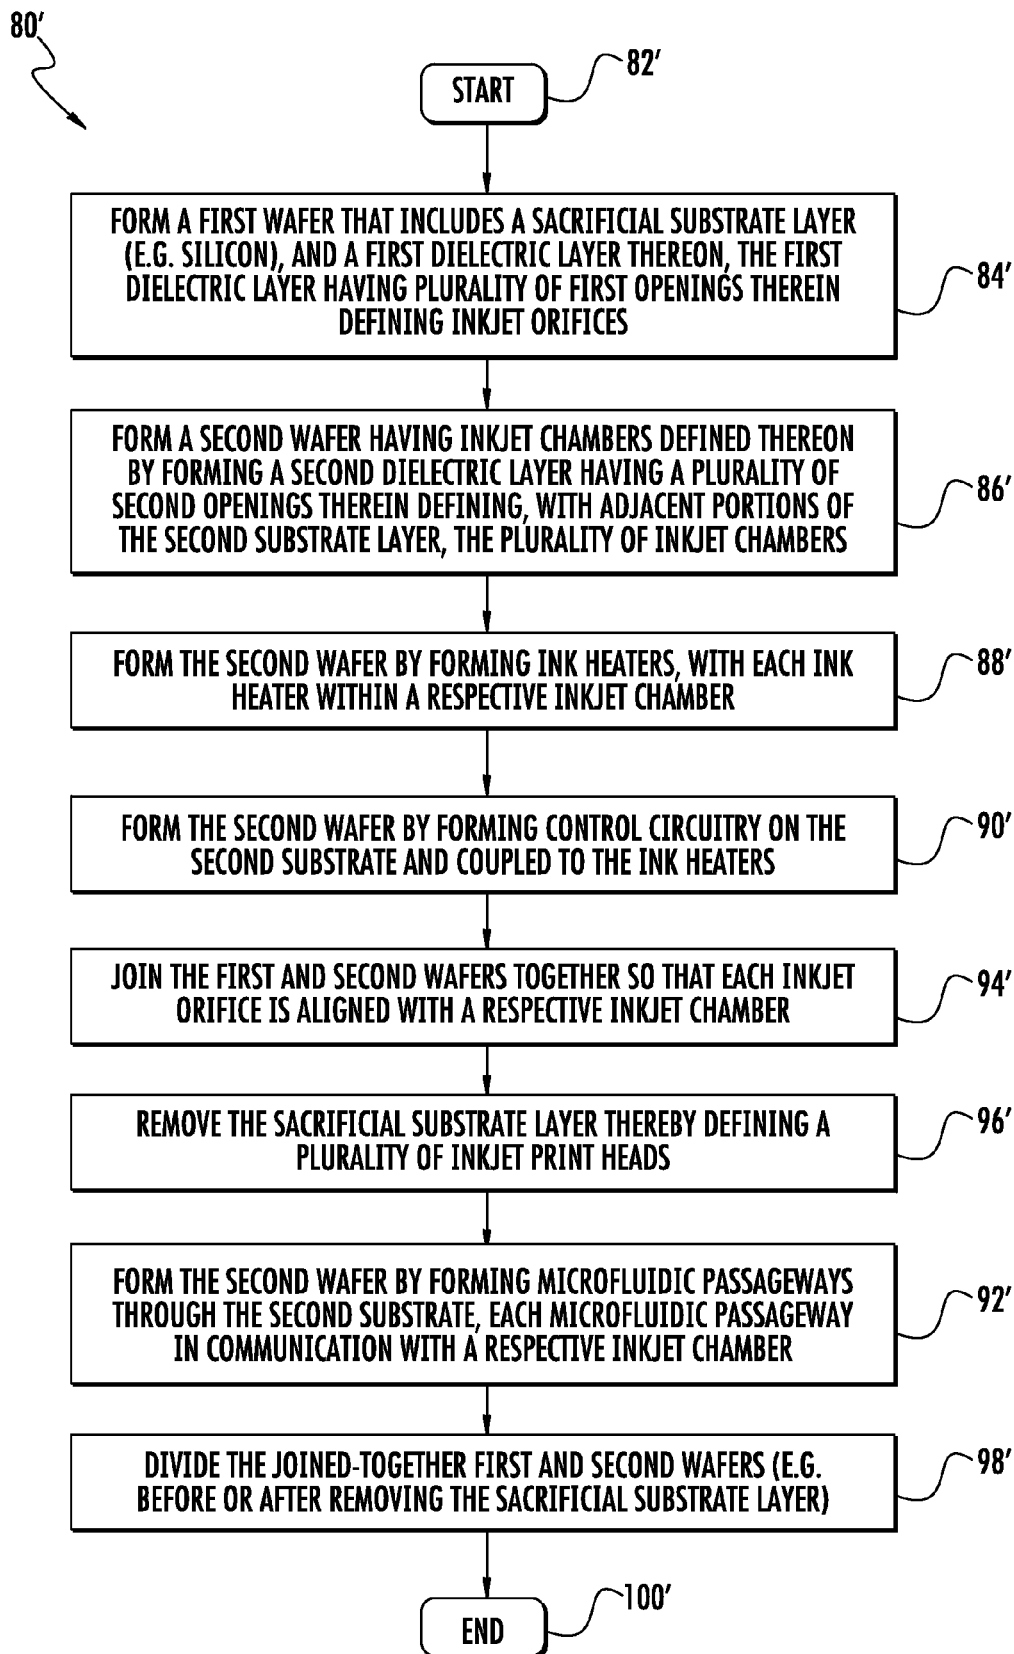 80'
START
82'
FORM A FIRST WAFER THAT INCLUDES A SACRIFICIAL SUBSTRATE LAYER
(E.G. SILICON), AND A FIRST DIELECTRIC LAYER THEREON, THE FIRST
DIELECTRIC LAYER HAVING PLURALITY OF FIRST OPENINGS THEREIN
DEFINING INKJET ORIFICES
84'
FORM A SECOND WAFER HAVING INKJET CHAMBERS DEFINED THEREON
BY FORMING A SECOND DIELECTRIC LAYER HAVING A PLURALITY OF
SECOND OPENINGS THEREIN DEFINING, WITH ADJACENT PORTIONS OF
THE SECOND SUBSTRATE LAYER, THE PLURALITY OF INKJET CHAMBERS
86'
FORM THE SECOND WAFER BY FORMING INK HEATERS, WITH EACH INK
HEATER WITHIN A RESPECTIVE INKJET CHAMBER
88'
FORM THE SECOND WAFER BY FORMING CONTROL CIRCUITRY ON THE
SECOND SUBSTRATE AND COUPLED TO THE INK HEATERS
90'
JOIN THE FIRST AND SECOND WAFERS TOGETHER SO THAT EACH INKJET
ORIFICE IS ALIGNED WITH A RESPECTIVE INKJET CHAMBER
94'
REMOVE THE SACRIFICIAL SUBSTRATE LAYER THEREBY DEFINING A
PLURALITY OF INKJET PRINT HEADS
96'
FORM THE SECOND WAFER BY FORMING MICROFLUIDIC PASSAGEWAYS
THROUGH THE SECOND SUBSTRATE, EACH MICROFLUIDIC PASSAGEWAY
IN COMMUNICATION WITH A RESPECTIVE INKJET CHAMBER
92'
DIVIDE THE JOINED-TOGETHER FIRST AND SECOND WAFERS (E.G.
BEFORE OR AFTER REMOVING THE SACRIFICIAL SUBSTRATE LAYER)
98'
END
100'